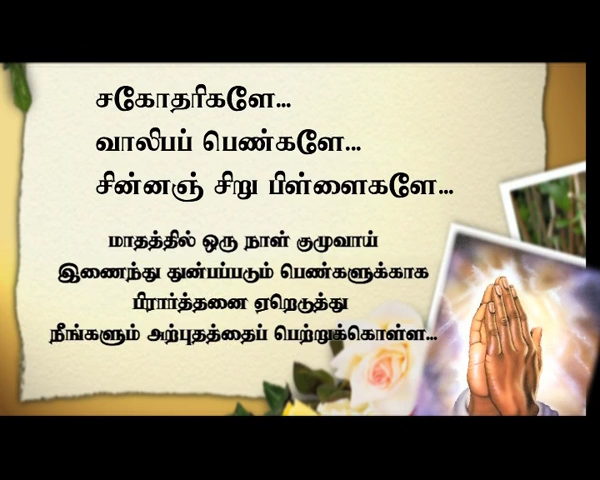 சகோதரிகளே...
வாலிபப் பெண்களே...
சின்னஞ் சிறு பிள்ளைகளே...
மாதத்தில் ஒரு நாள் குழுவாய்
இணைந்து துன்பப்படும் பெண்களுக்காக
பிரார்த்தனை ஏறெடுத்து
நீங்களும் அற்புதத்தைப் பெற்றுக்கொள்ள...